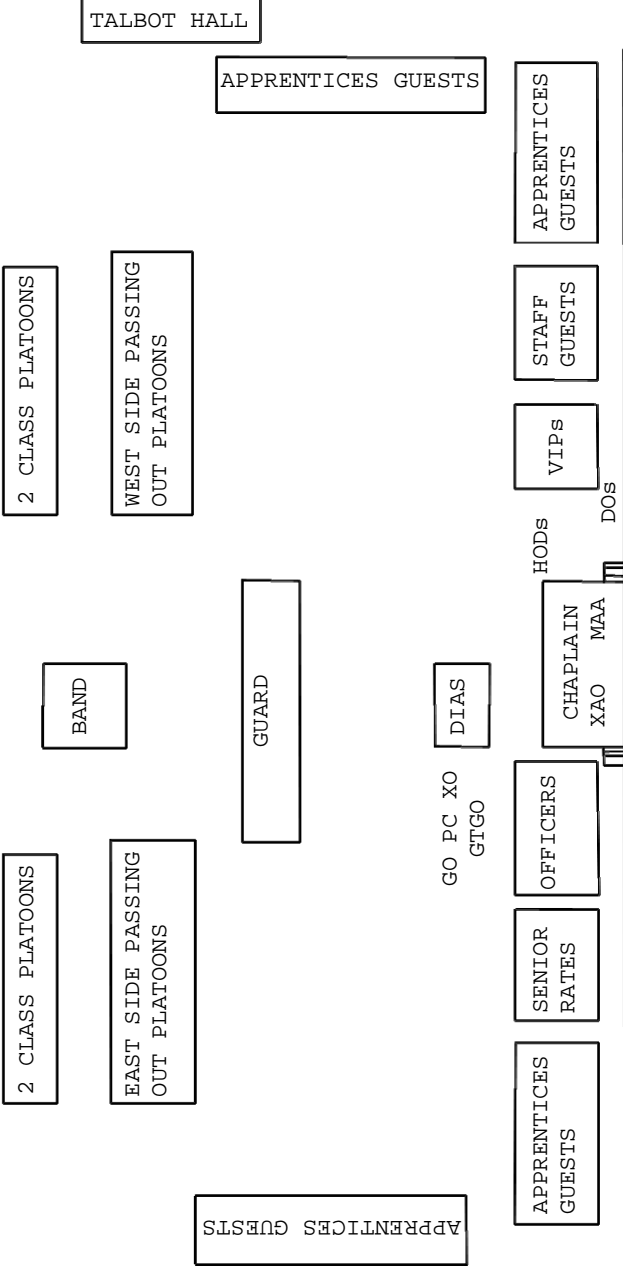 TALBOT HALL
APPRENTICES GUESTS
APPRENTICES
GUESTS
2 CLASS PLATOONS
WEST SIDE PASSING
OUT PLATOONS
STAFF
GUESTS
VIPs
HODs
DOs
BAND
GUARD
DIAS
CHAPLAIN
XAO MAA
GO PC XO
GTGO
OFFICERS
2 CLASS PLATOONS
EAST SIDE PASSING
OUT PLATOONS
SENIOR
RATES
APPRENTICES
GUESTS
APPRENTICES GUESTS